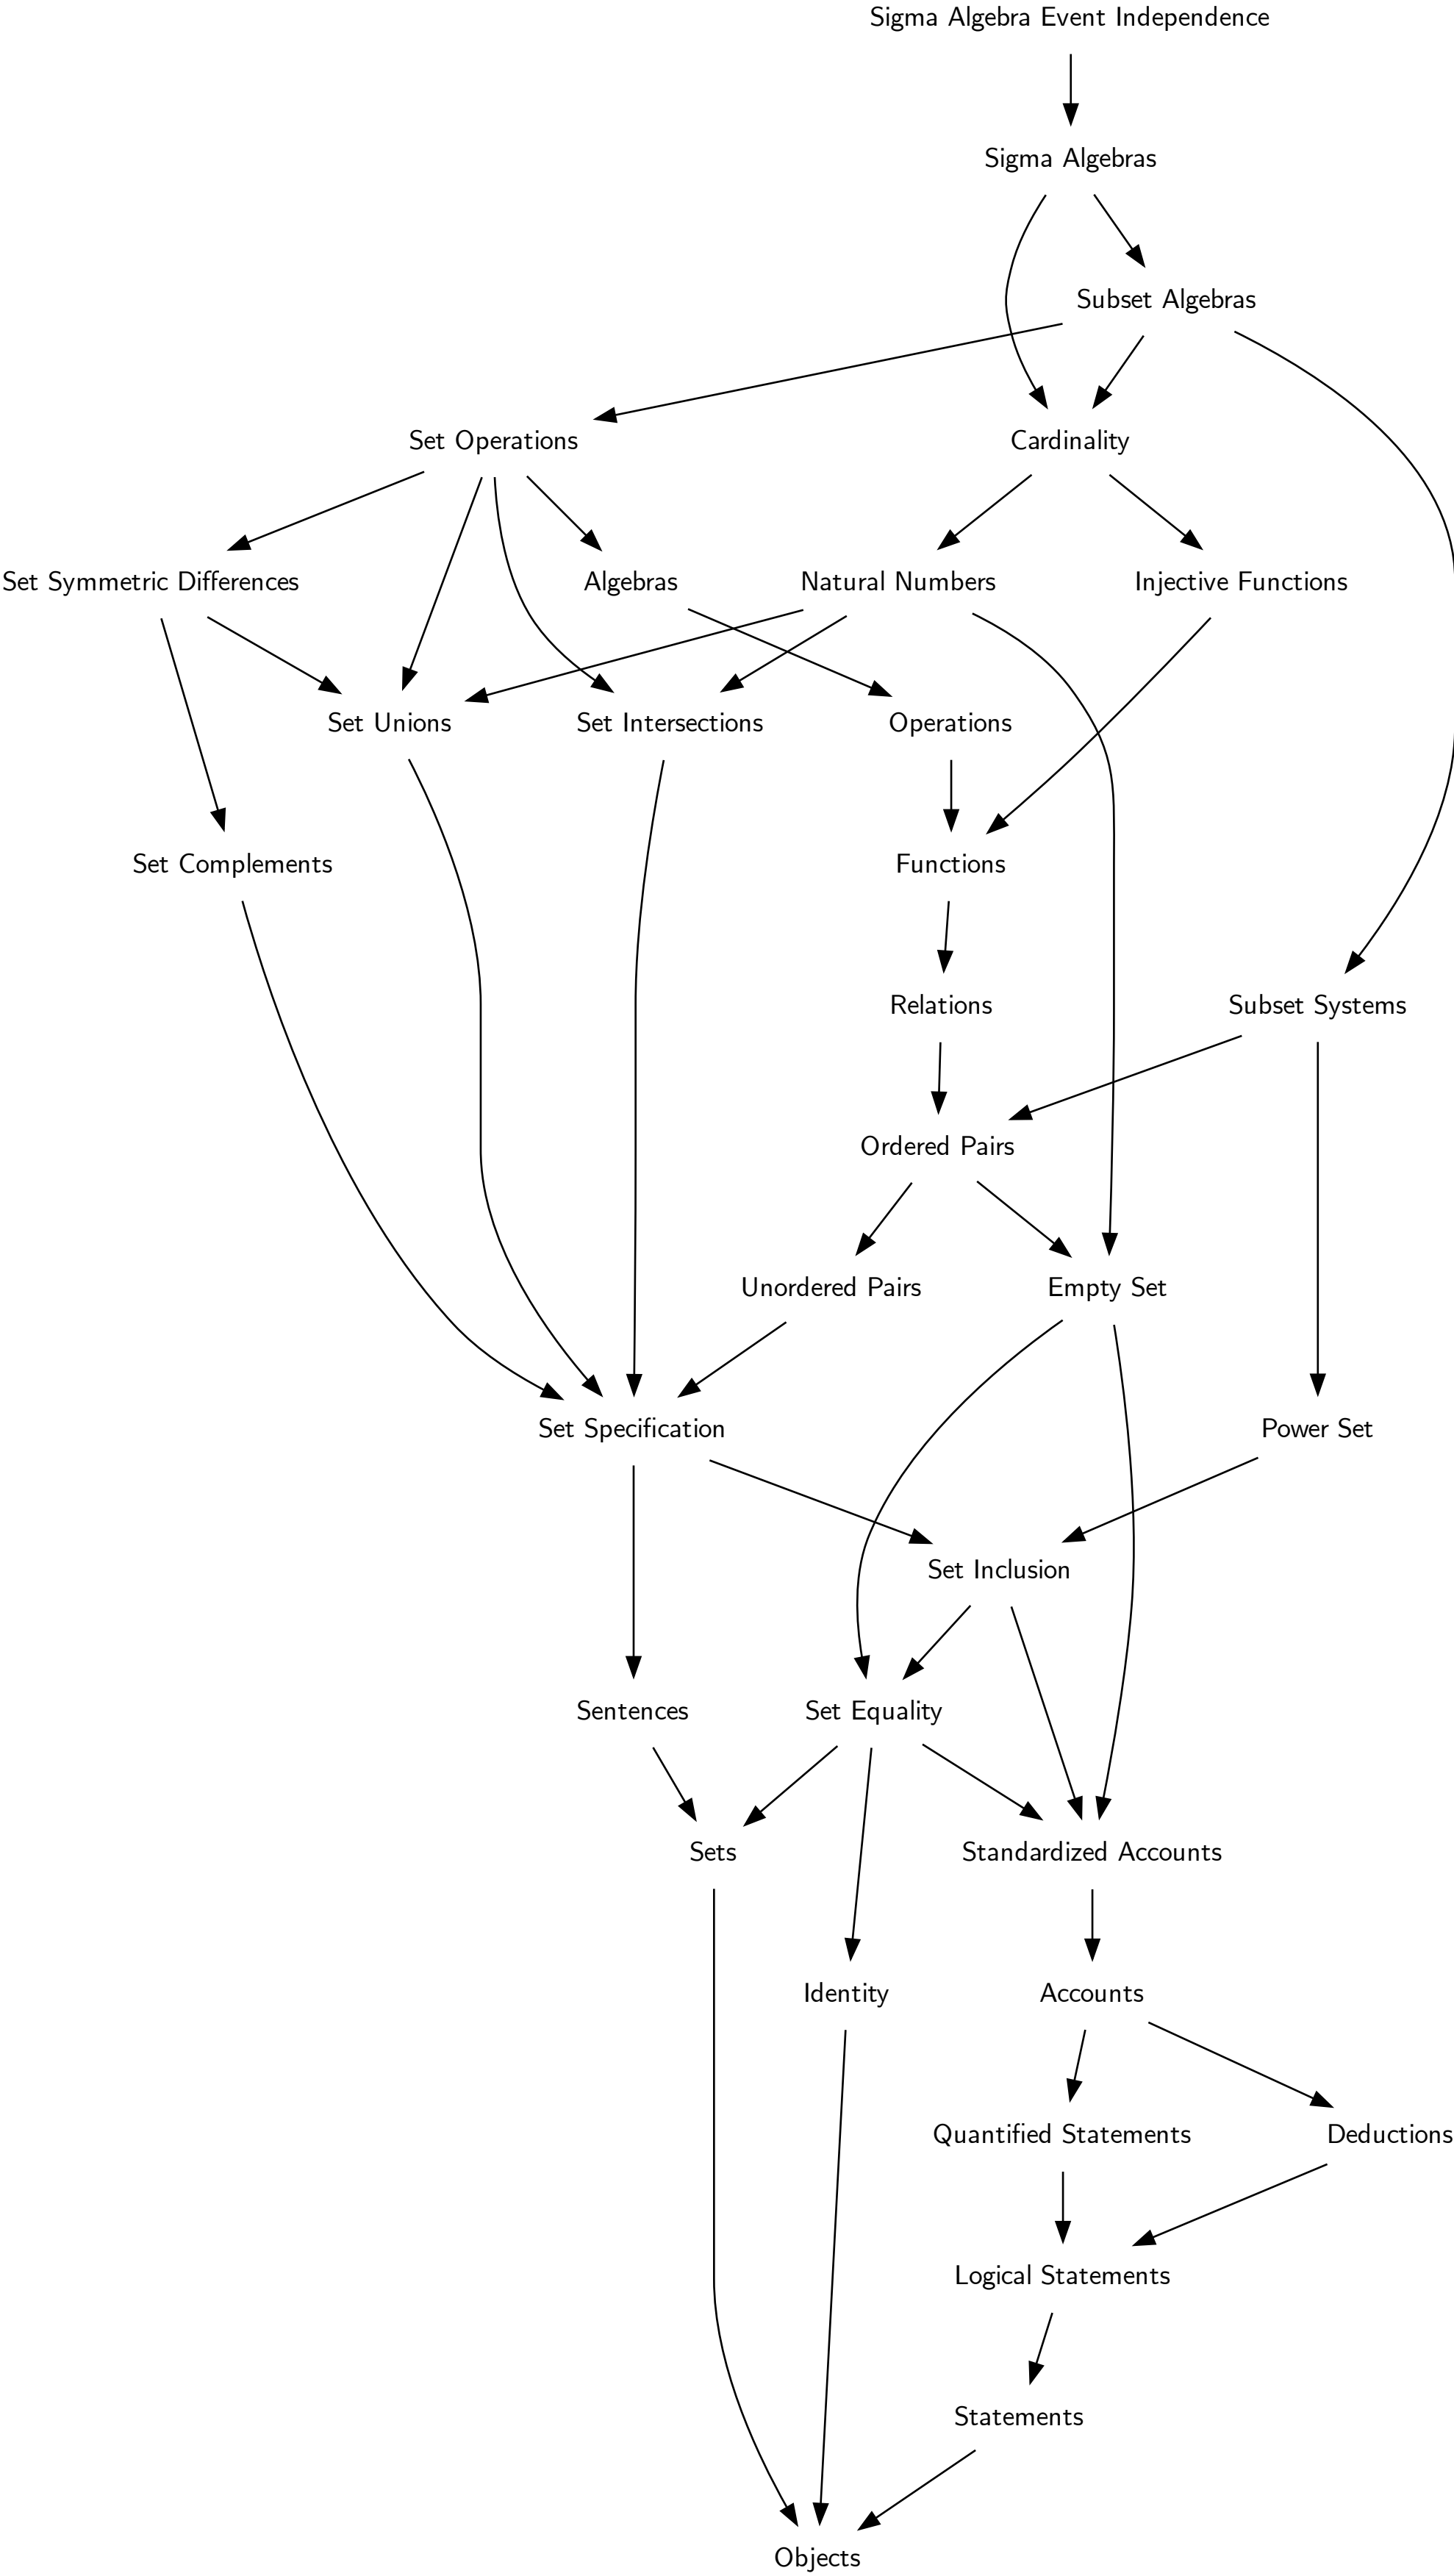 Sigma Algebra Event Independence
Sigma Algebras
Subset Algebras
Set Operations
Cardinality
Set Symmetric Differences
Algebras
Natural Numbers
Injective Functions
Set Unions
Set Intersections
Operations
Set Complements
Functions
Relations
Subset Systems
Ordered Pairs
Unordered Pairs
Empty Set
Set Specification
Power Set
Set Inclusion
Sentences
Set Equality
Sets
Standardized Accounts
Identity
Accounts
Quantified Statements
Deductions
Logical Statements
Statements
Objects